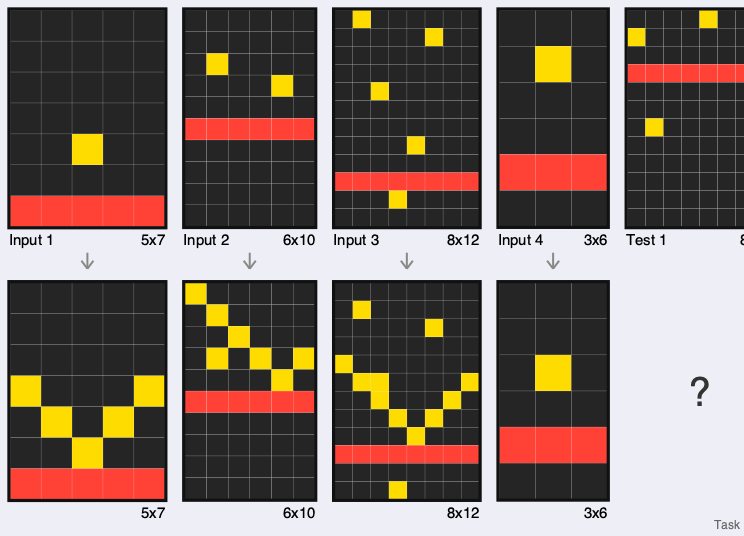 Input 1 5x7
Input 2 6x10
Input 3 8x12
Input 4 3x6
Test 1 8
5x7
6x10
8x12
3x6
?
Task